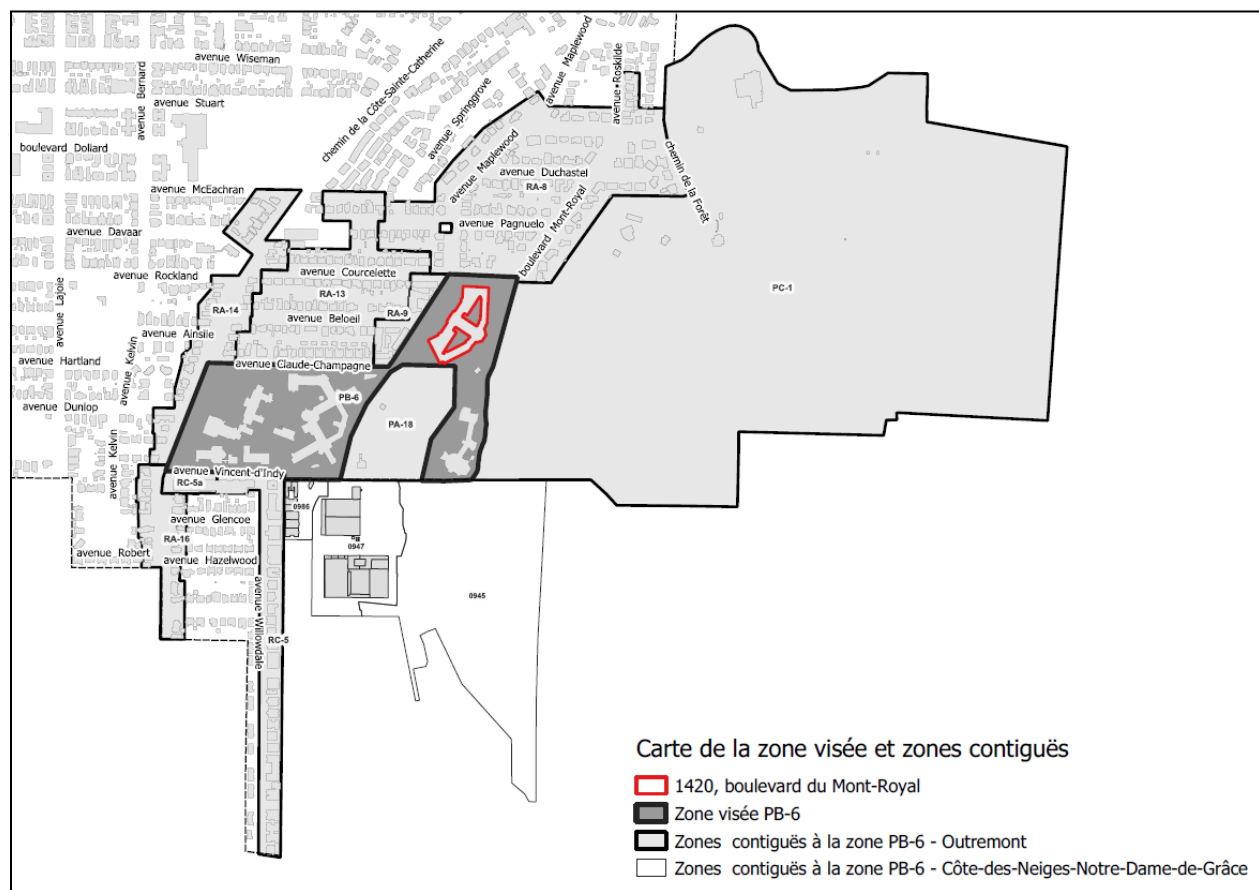 avenue Wiseman
avenue Bernard
avenue Stuart
boulevard Dollard
avenue McEachran
avenue Davaar
avenue Rockland
avenue Lajoie
avenue Kelvin
avenue Ainslie
avenue Hartland
avenue Dunlop
avenue Kelvin
chemin de la Côte-Sainte-Catherine
avenue Springgrove
avenue Maplewood
avenue Roskilde
avenue Maplewood
avenue Duchastel
RA-8
chemin de la Forêt
avenue Pagnuelo
boulevard Mont-Royal
avenue Courcelette
RA-13
RA-14
RA-9
avenue Beloeil
avenue Claude-Champagne
PC-1
PB-6
PA-18
avenue Vincent-d'Indy
RC-5a
avenue Glencoe
RA-16
avenue Robert
avenue Hazelwood
avenue Willowdale
RC-5
0986
0947
0945
Carte de la zone visée et zones contiguës
1420, boulevard du Mont-Royal
Zone visée PB-6
Zones contiguës à la zone PB-6 - Outremont
Zones contiguës à la zone PB-6 - Côte-des-Neiges-Notre-Dame-de-Grâce